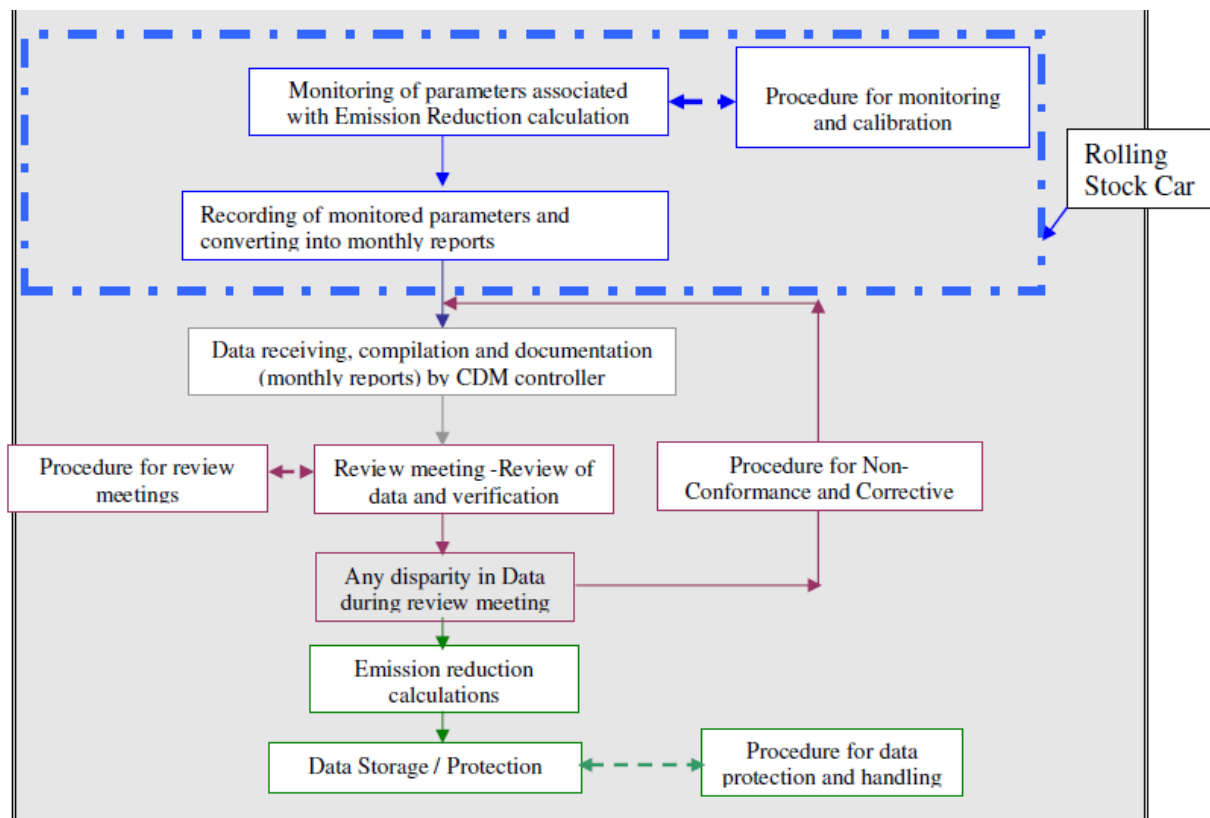 Monitoring of parameters associated
with Emission Reduction calculation
Procedure for monitoring
and calibration
Rolling
Stock Car
Recording of monitored parameters and
converting into monthly reports
Data receiving, compilation and documentation
(monthly reports) by CDM controller
Procedure for review
meetings
Review meeting -Review of
data and verification
Procedure for Non-
Conformance and Corrective
Any disparity in Data
during review meeting
Emission reduction
calculations
Data Storage / Protection
Procedure for data
protection and handling